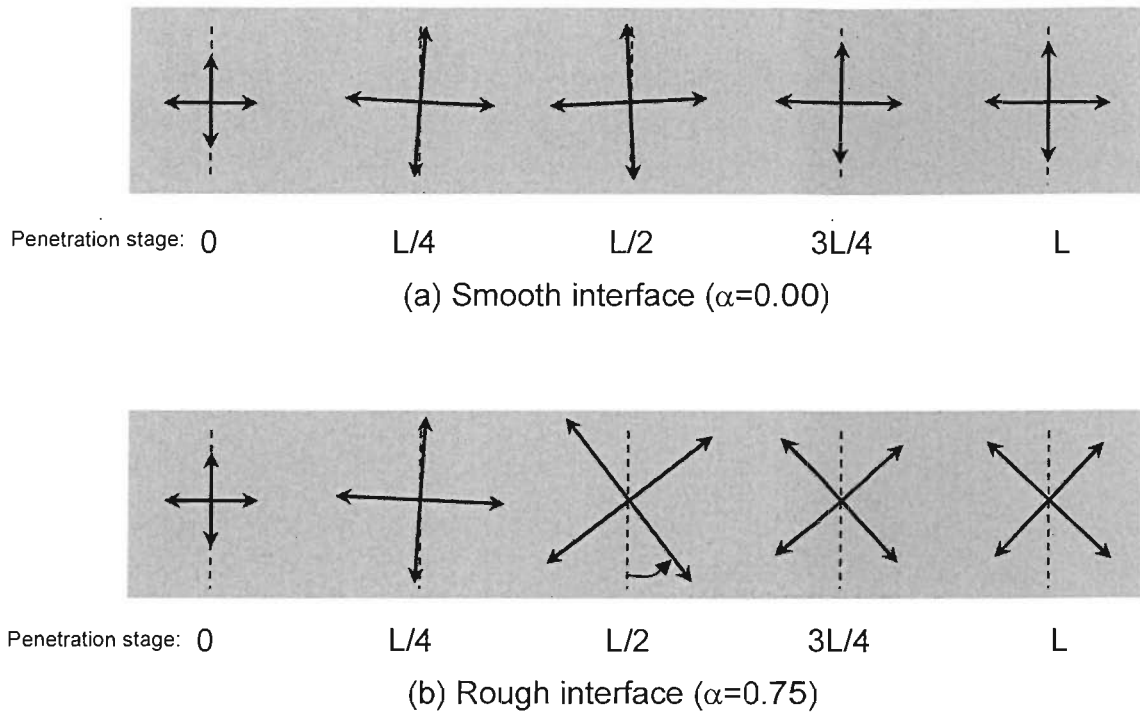 Penetration stage: 0 L/4 L/2 3L/4 L
(a) Smooth interface (α=0.00)
Penetration stage: 0 L/4 L/2 3L/4 L
(b) Rough interface (α=0.75)